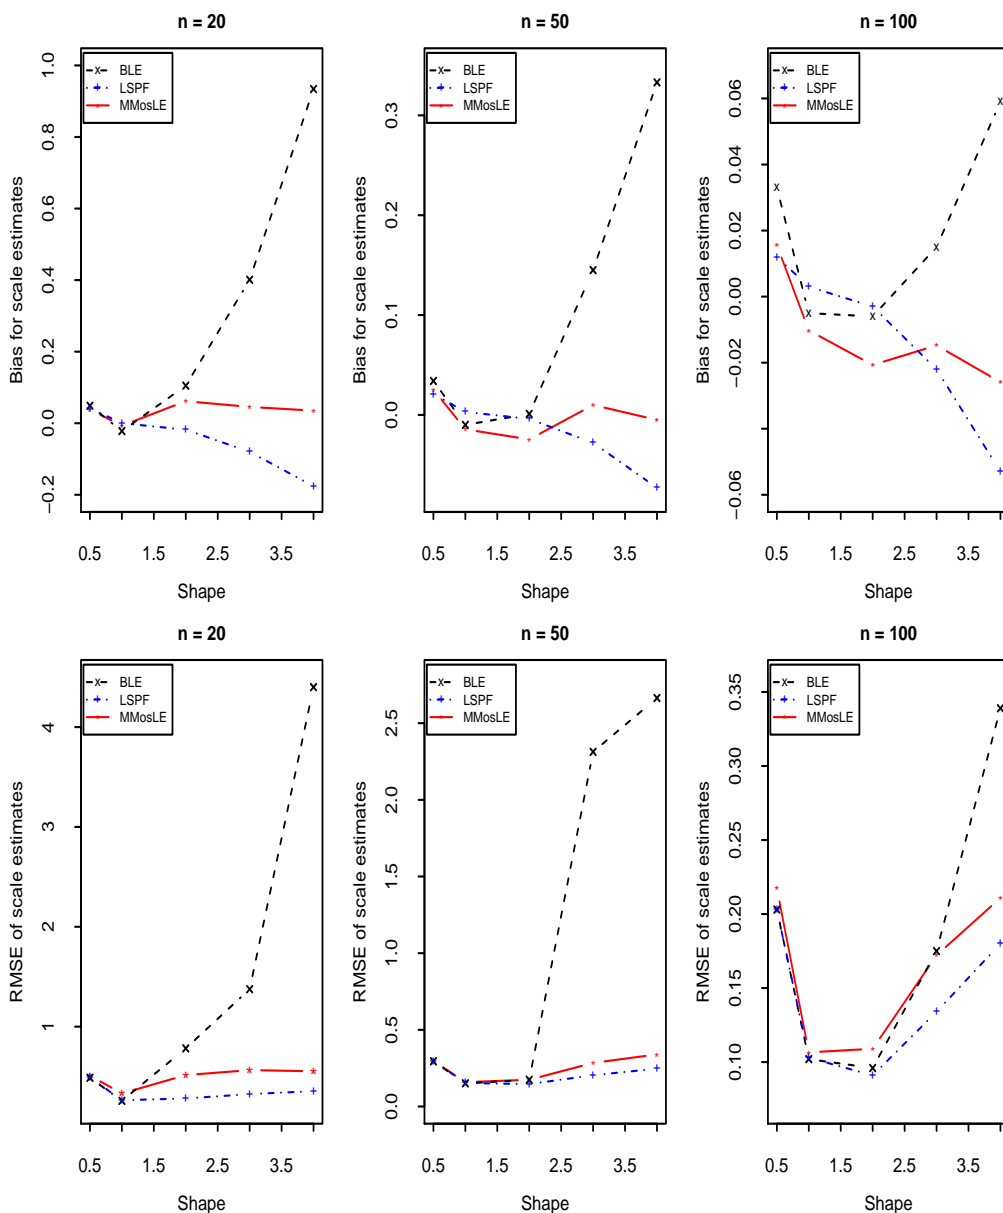 n = 20
BLE
LSPF
MMosLE
Bias for scale estimates
1.0
0.8
0.6
0.4
0.2
0.0
−0.2
0.5
1.5
2.5
3.5
Shape
n = 50
BLE
LSPF
MMosLE
Bias for scale estimates
0.3
0.2
0.1
0.0
0.5
1.5
2.5
3.5
Shape
n = 100
BLE
LSPF
MMosLE
Bias for scale estimates
0.06
0.04
0.02
0.00
−0.02
−0.06
0.5
1.5
2.5
3.5
Shape
n = 20
BLE
LSPF
MMosLE
RMSE of scale estimates
4
3
2
1
0.5
1.5
2.5
3.5
Shape
n = 50
BLE
LSPF
MMosLE
RMSE of scale estimates
2.5
2.0
1.5
1.0
0.5
0.0
0.5
1.5
2.5
3.5
Shape
n = 100
BLE
LSPF
MMosLE
RMSE of scale estimates
0.35
0.30
0.25
0.20
0.15
0.10
0.5
1.5
2.5
3.5
Shape